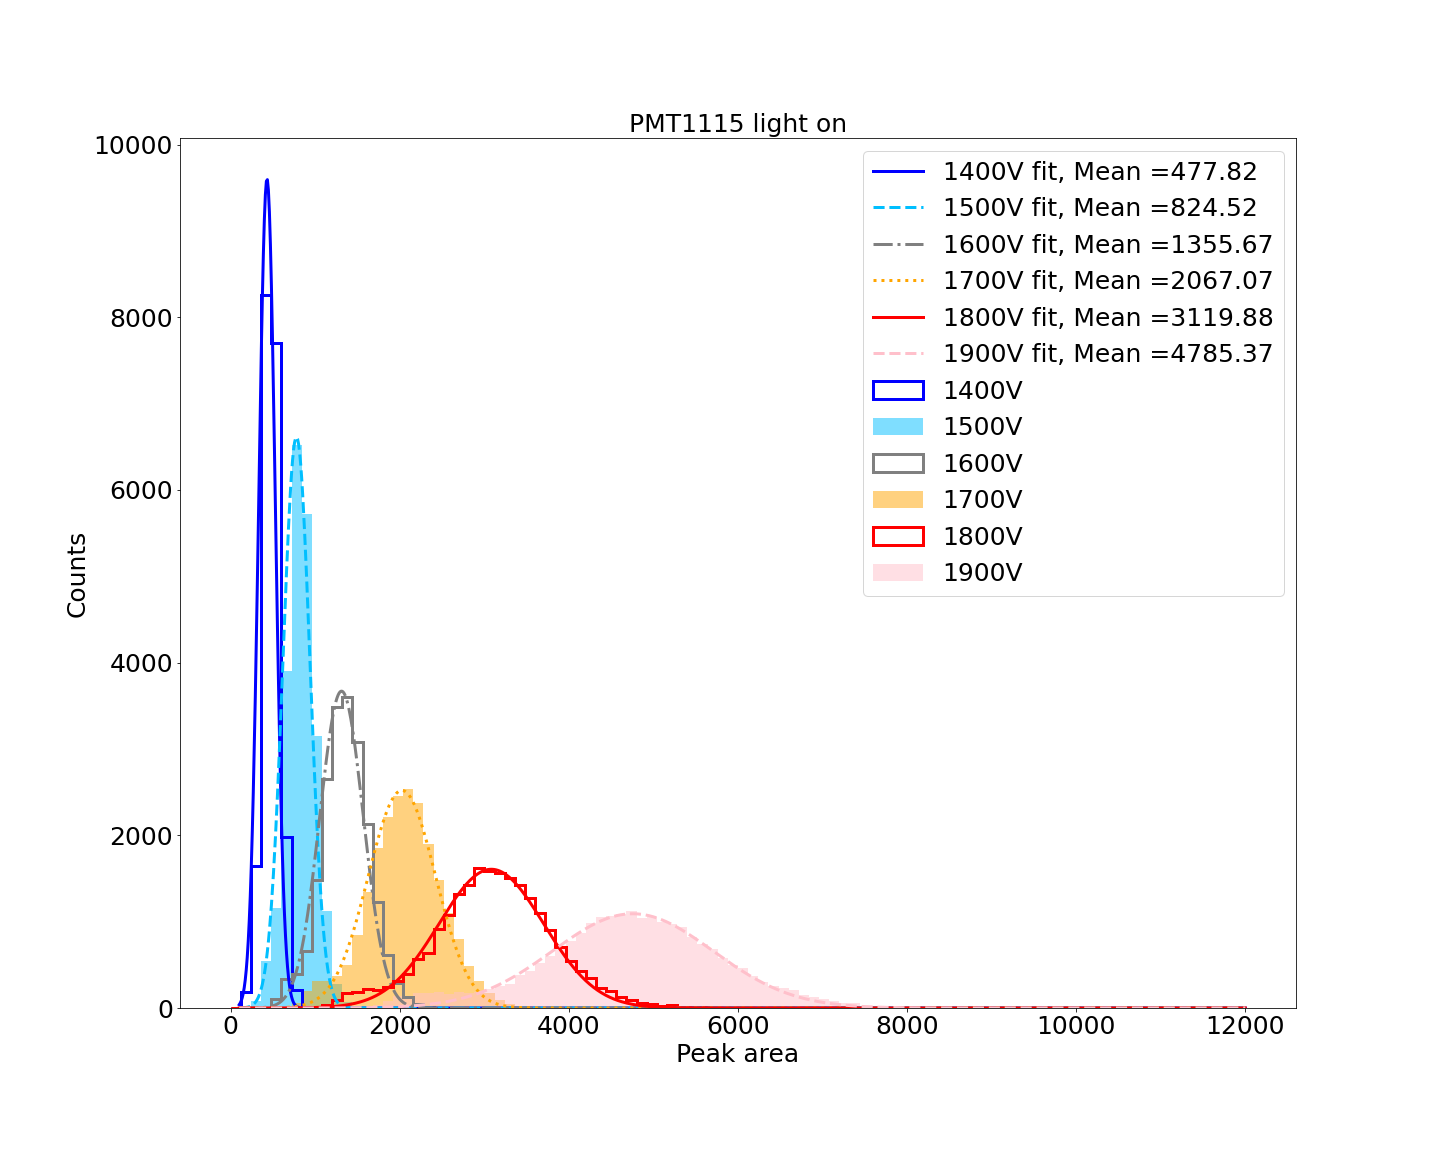 PMT1115 light on
10000
8000
6000
4000
2000
0
Counts
1400V fit, Mean =477.82
1500V fit, Mean =824.52
1600V fit, Mean =1355.67
1700V fit, Mean =2067.07
1800V fit, Mean =3119.88
1900V fit, Mean =4785.37
1400V
1500V
1600V
1700V
1800V
1900V
0 2000 4000 6000 8000 10000 12000
Peak area